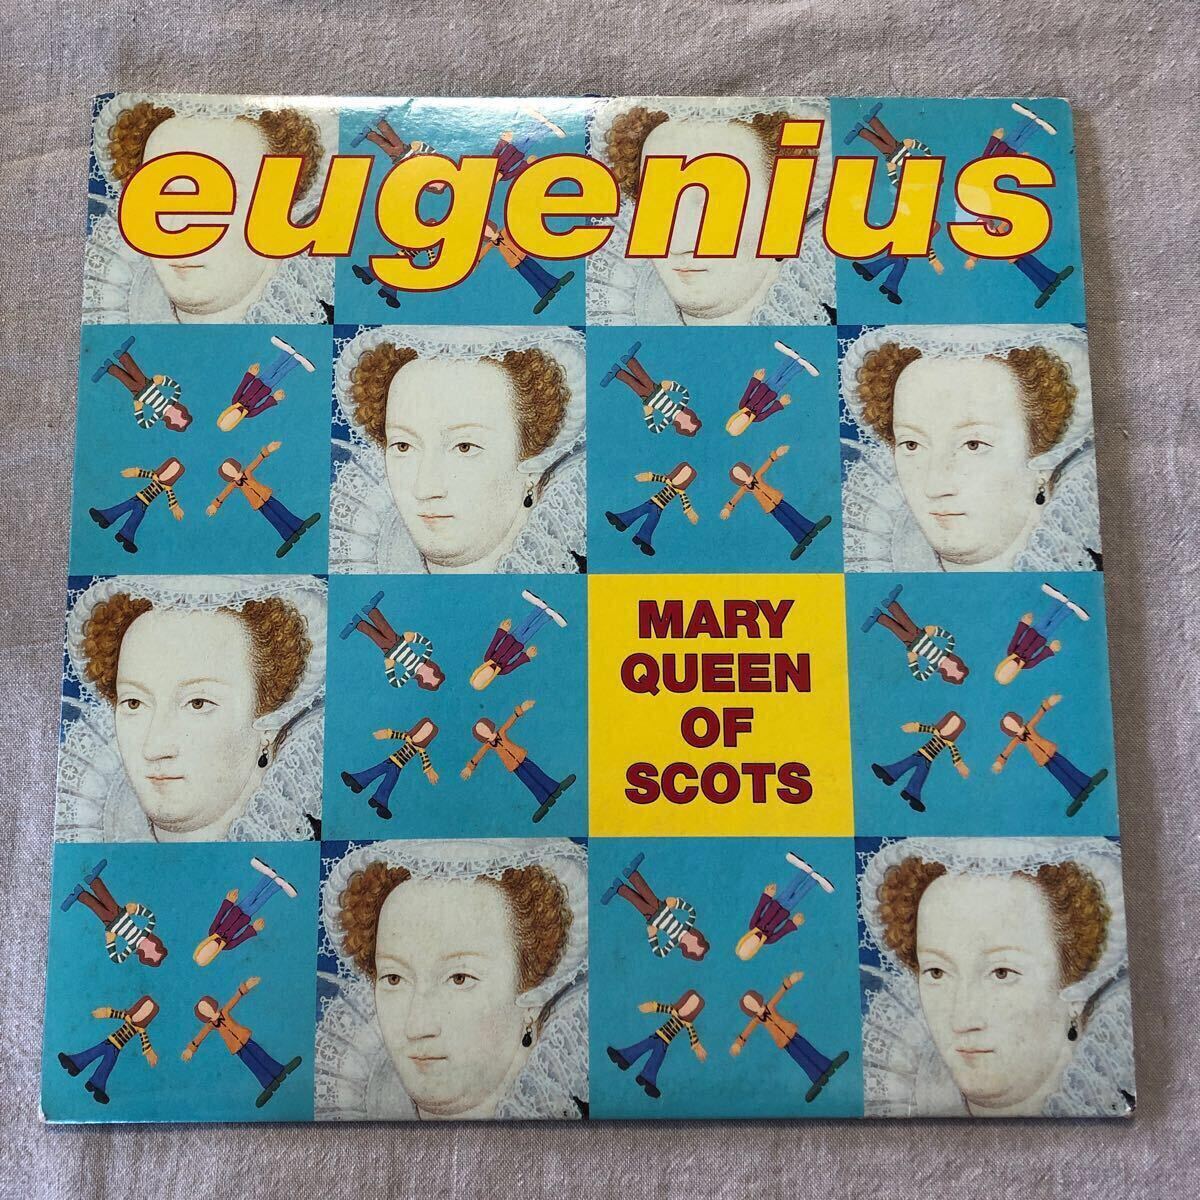 eugenius
MARY
QUEEN
OF
SCOTS